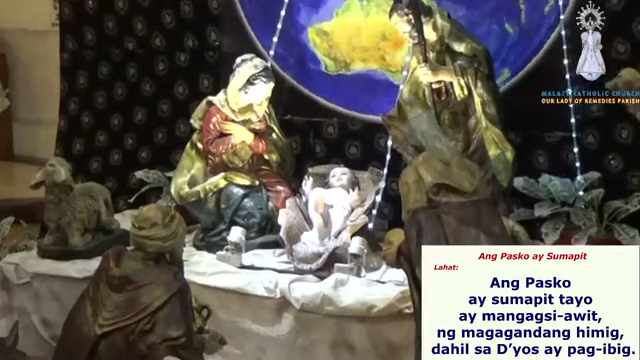 MALATE CATHOLIC CHURCH
OUR LADY OF REMEDIES PARISH
Ang Pasko ay Sumapit
Lahat:
Ang Pasko
ay sumapit tayo
ay mangagsi-awit,
ng magagandang himig,
dahil sa D'yos ay pag-ibig.